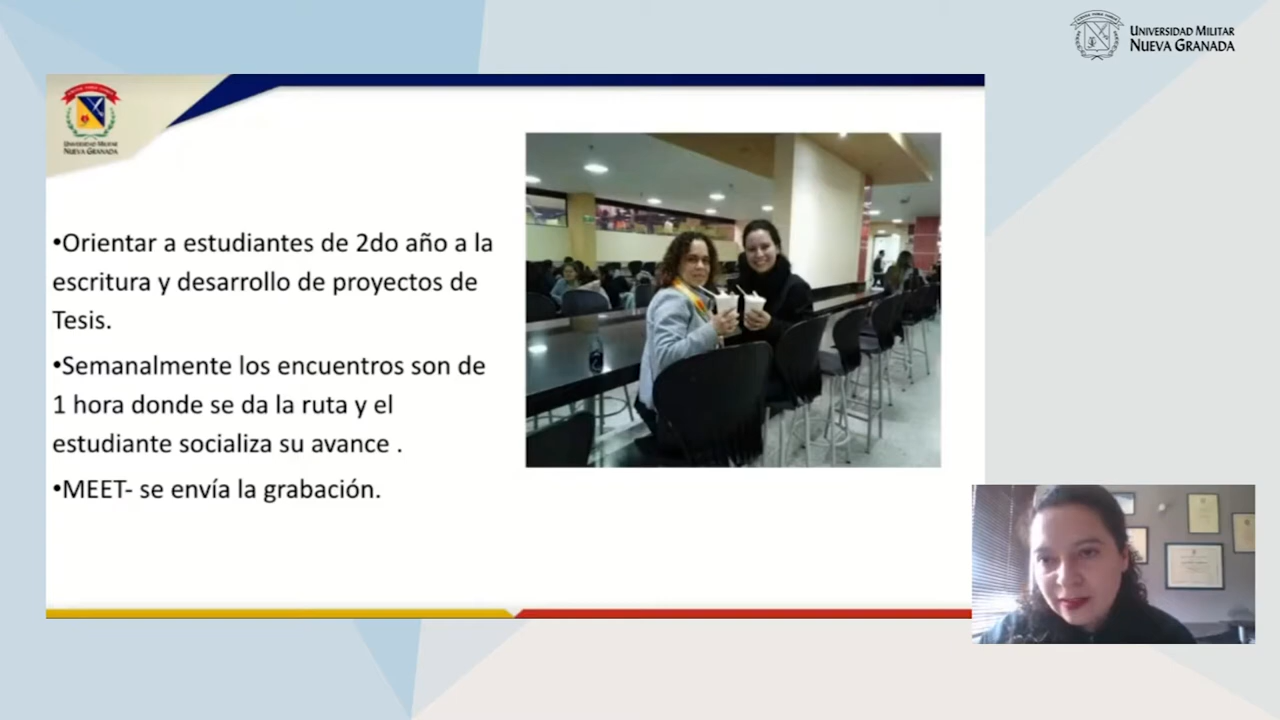 UNIVERSIDAD MILITAR
NUEVA GRANADA
UNIVERSIDAD MILITAR
NUEVA GRANADA
•Orientar a estudiantes de 2do año a la
escritura y desarrollo de proyectos de
Tesis.
•Semanalmente los encuentros son de
1 hora donde se da la ruta y el
estudiante socializa su avance .
•MEET- se envía la grabación.